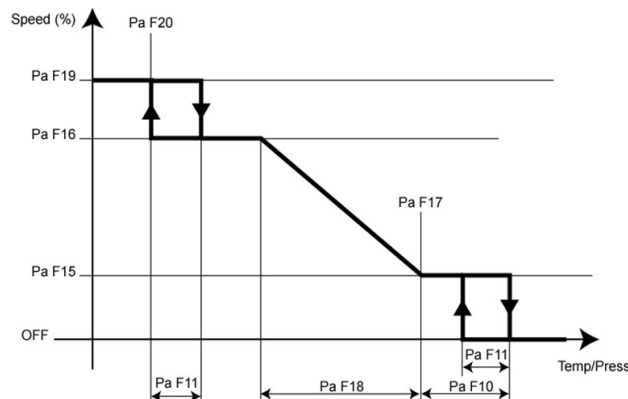 Speed (%)
Pa F20
Pa F19
Pa F16
Pa F17
Pa F15
OFF
Temp/Press
Pa F11
Pa F11
Pa F18
Pa F10